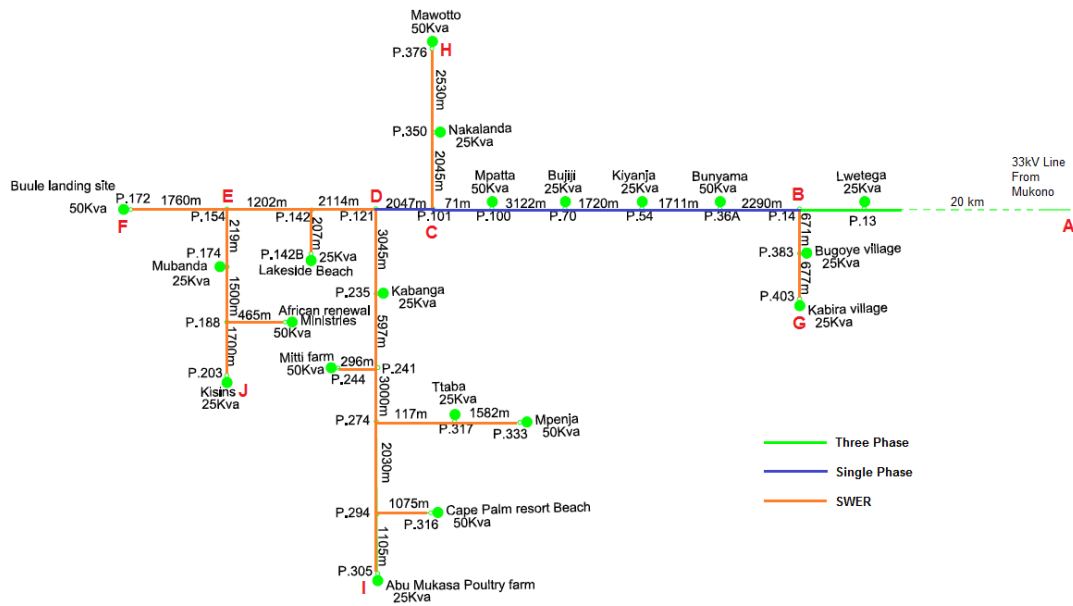 Mawotto
50Kva
P.376
H
2530m
P.350
Nakalanda
25Kva
2045m
Buule landing site
50Kva
P.172
F
1760m
E
P.154
1202m
P.142
2114m
D
P.121
2047m
P.101
C
71m
Mpatta
50Kva
P.100
3122m
Bujiji
25Kva
P.70
1720m
Kiyanja
25Kva
P.54
1711m
Bunyama
50Kva
P.36A
2290m
B
P.14
Lwetega
25Kva
P.13
33kV Line
From
Mukono
20 km
A
671m
P.383
Bugoye village
25Kva
677m
P.403
Kabira village
25Kva
G
219m
P.174
Mubanda
25Kva
1500m
P.188
465m
African renewal
Ministries
50Kva
1700m
P.203
J
Kisins
25Kva
207m
P.142B
25Kva
Lakeside Beach
3045m
P.235
Kabanga
25Kva
597m
Mitti farm
50Kva
296m
P.244
P.241
3000m
P.274
117m
Ttaba
25Kva
P.317
1582m
P.333
Mpenja
50Kva
2030m
P.294
1075m
P.316
Cape Palm resort Beach
50Kva
1105m
P.305
I
Abu Mukasa Poultry farm
25Kva
Three Phase
Single Phase
SWER